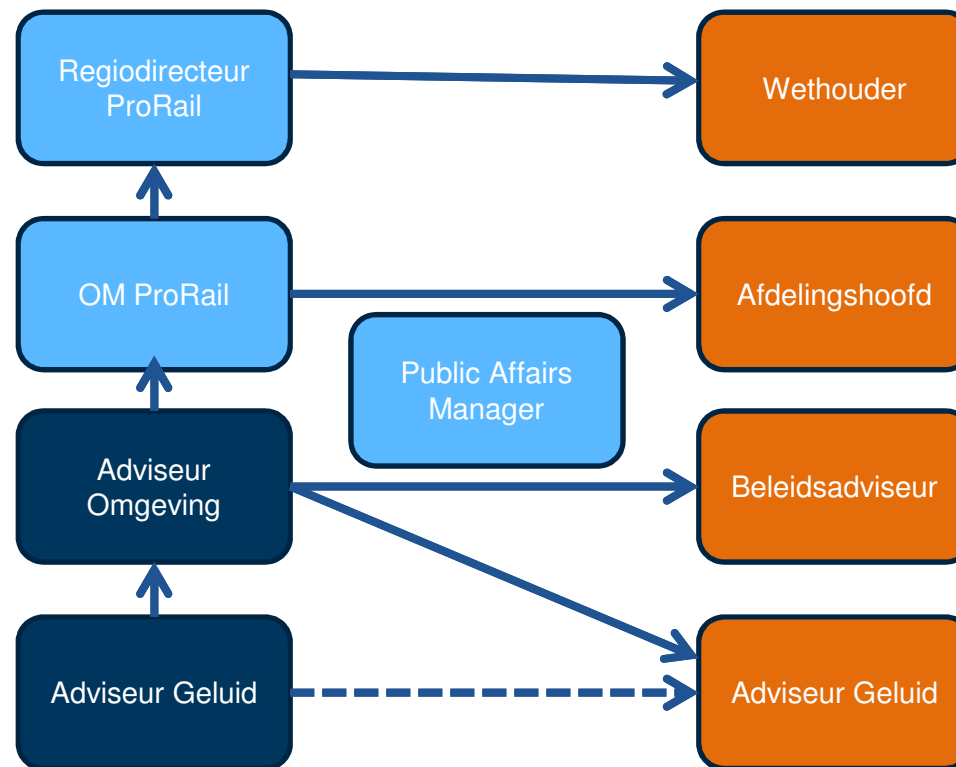 Regiodirecteur
ProRail
Wethouder
OM ProRail
Afdelingshoofd
Public Affairs
Manager
Adviseur
Omgeving
Beleidsadviseur
Adviseur Geluid
Adviseur Geluid